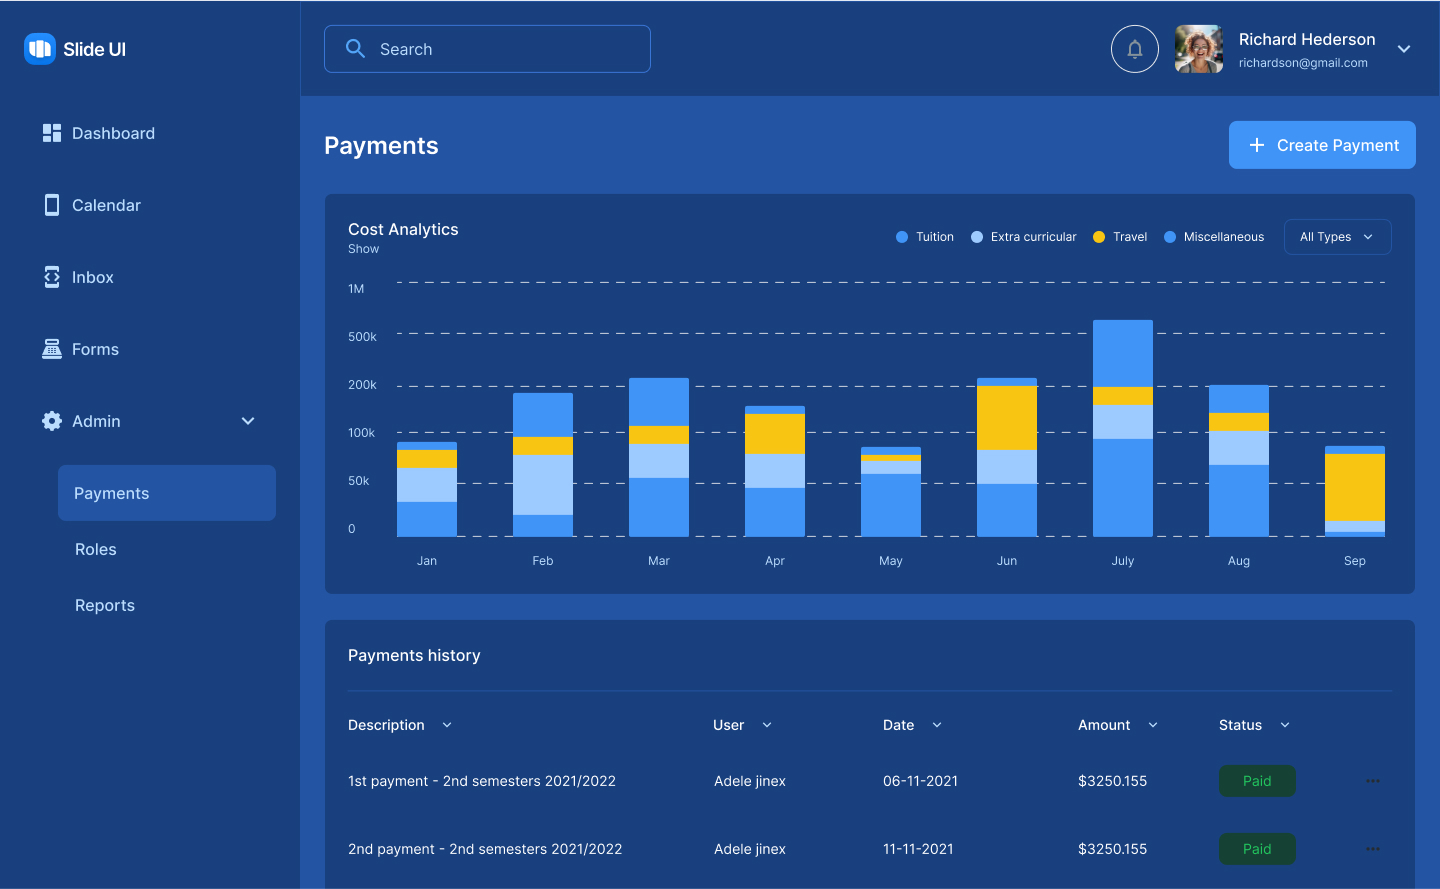 Slide UI
Search
Richard Hederson
richardson@gmail.com
Dashboard
Calendar
Inbox
Forms
Admin
Payments
Roles
Reports
Payments
Create Payment
Cost Analytics
Show
Tuition
Extra curricular
Travel
Miscellaneous
All Types
1M
500k
200k
100k
50k
0
Jan
Feb
Mar
Apr
May
Jun
July
Aug
Sep
Payments history
Description User Date Amount Status
1st payment - 2nd semesters 2021/2022 Adele jinex 06-11-2021 $3250.155 Paid
2nd payment - 2nd semesters 2021/2022 Adele jinex 11-11-2021 $3250.155 Paid